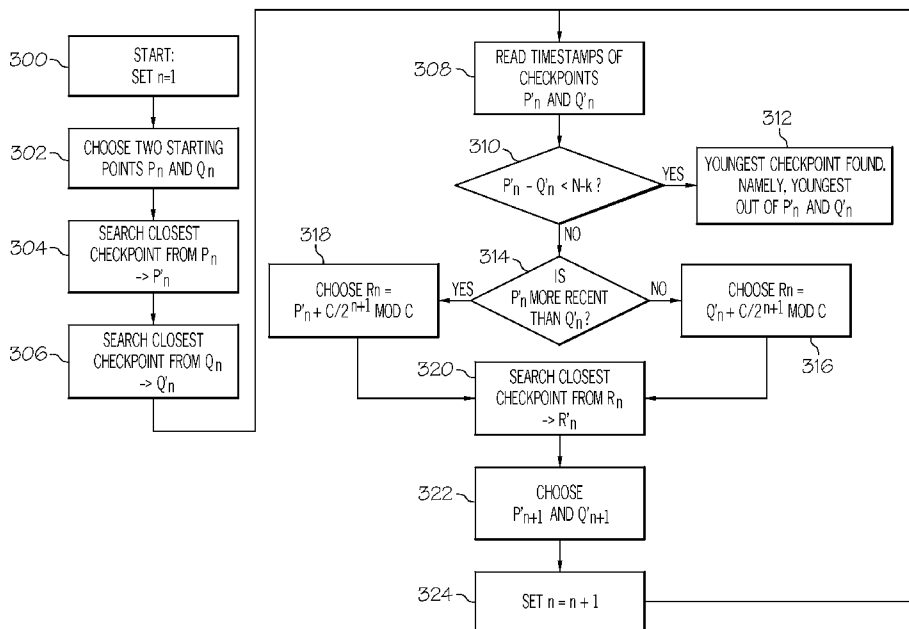 300
START:
SET n=1
302
CHOOSE TWO STARTING
POINTS Pn AND Qn
304
SEARCH CLOSEST
CHECKPOINT FROM Pn
-> P'n
306
SEARCH CLOSEST
CHECKPOINT FROM Qn
-> Q'n
308
READ TIMESTAMPS OF
CHECKPOINTS
P'n AND Q'n
310
P'n - Q'n < N-k ?
YES
312
YOUNGEST CHECKPOINT FOUND.
NAMELY, YOUNGEST
OUT OF P'n AND Q'n
NO
314
IS
P'n MORE RECENT
THAN Q'n ?
YES
318
CHOOSE Rn =
P'n + C/2^n+1 MOD C
NO
CHOOSE Rn =
Q'n + C/2^n+1 MOD C
316
320
SEARCH CLOSEST
CHECKPOINT FROM Rn
-> R'n
322
CHOOSE
P'n+1 AND Q'n+1
324
SET n = n + 1